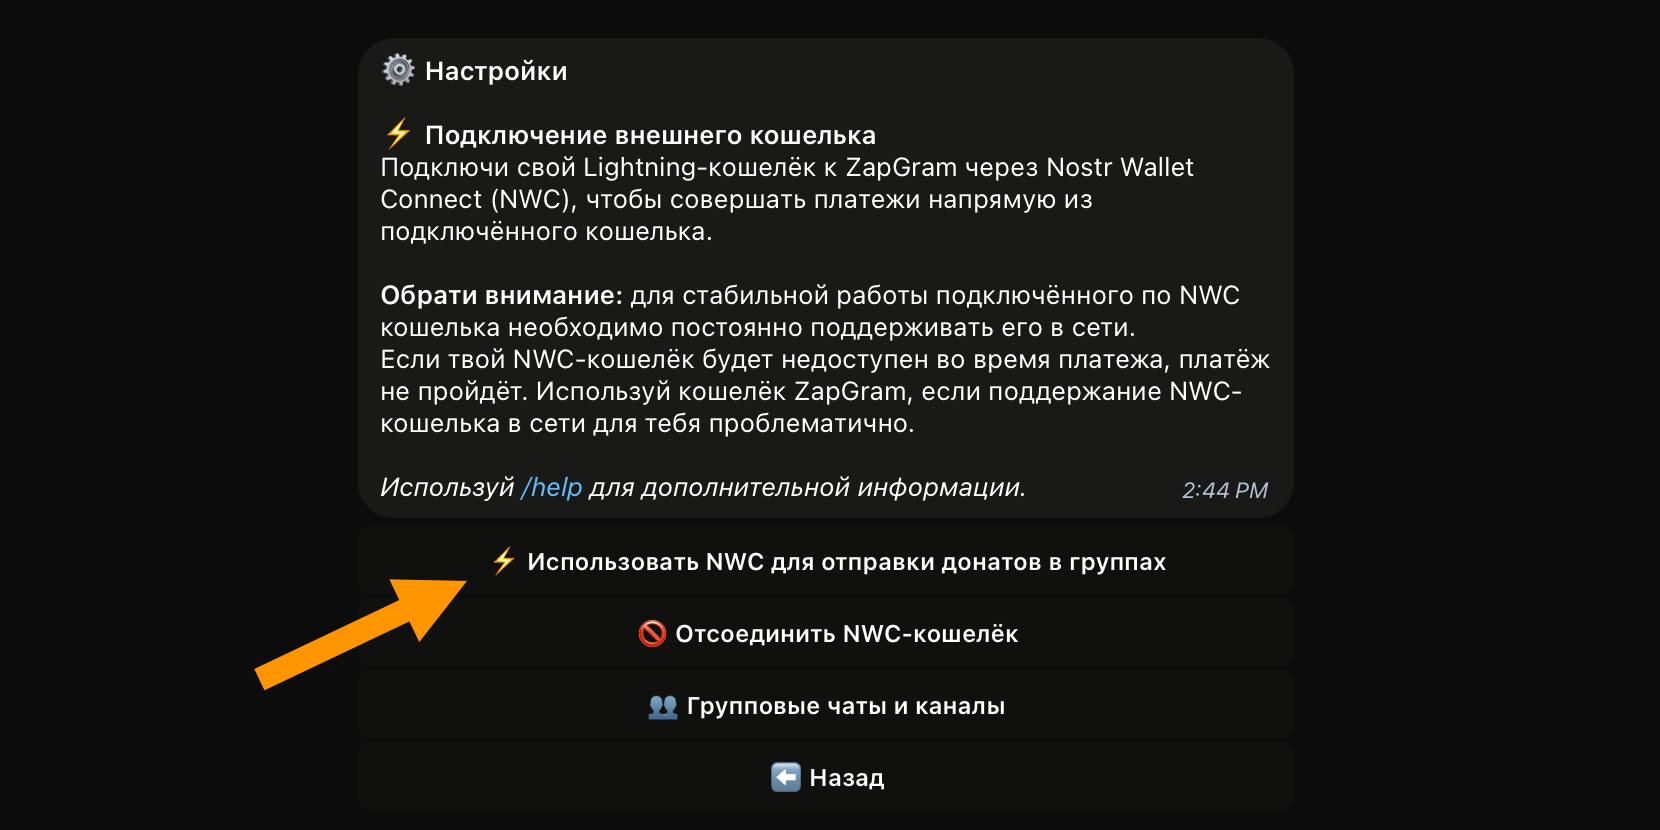 ⚙️ Настройки
⚡ Подключение внешнего кошелька
Подключи свой Lightning-кошелёк к ZapGram через Nostr Wallet
Connect (NWC), чтобы совершать платежи напрямую из
подключённого кошелька.
Обрати внимание: для стабильной работы подключённого по NWC
кошелька необходимо постоянно поддерживать его в сети.
Если твой NWC-кошелёк будет недоступен во время платежа, платёж
не пройдёт. Используй кошелёк ZapGram, если поддержание NWC-
кошелька в сети для тебя проблематично.
Используй /help для дополнительной информации.
2:44 PM
⚡ Использовать NWC для отправки донатов в группах
🚫 Отсоединить NWC-кошелёк
👥 Групповые чаты и каналы
⬅️ Назад